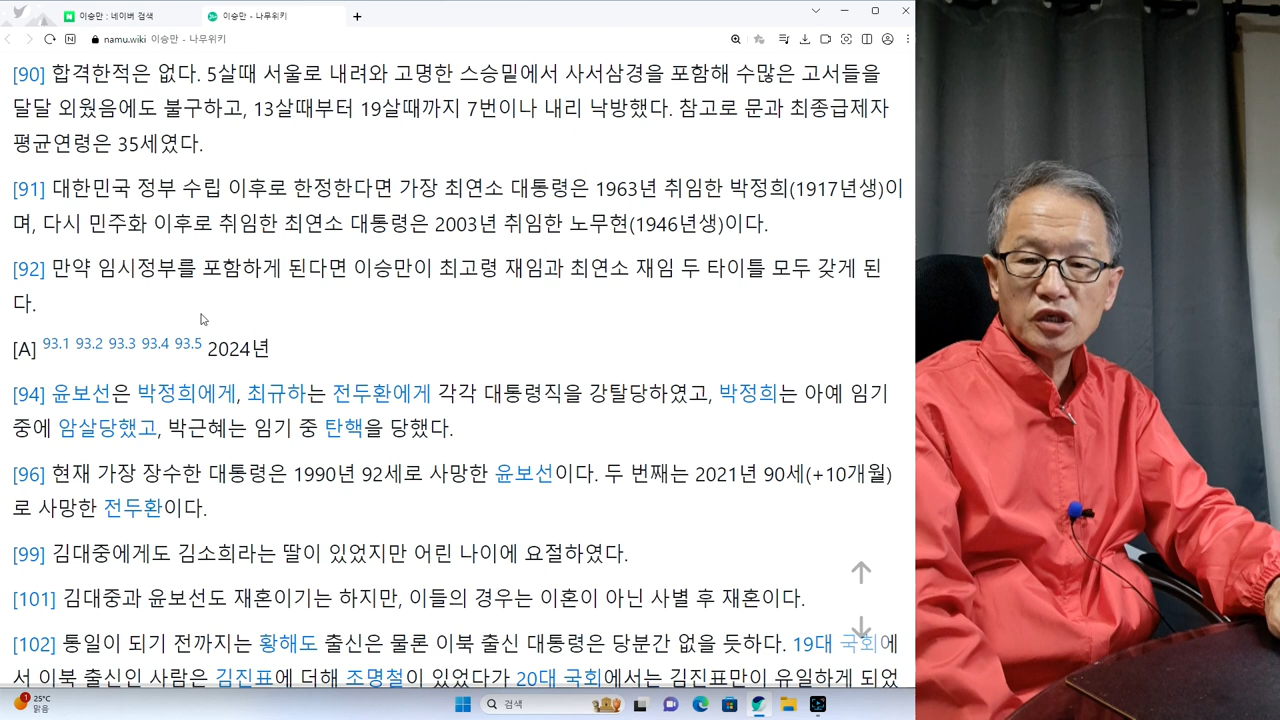 이승만 : 네이버 검색
이승만 - 나무위키
namu.wiki 이승만 - 나무위키
[90] 합격한적은 없다. 5살때 서울로 내려와 고명한 스승밑에서 사서삼경을 포함해 수많은 고서들을
달달 외웠음에도 불구하고, 13살때부터 19살때까지 7번이나 내리 낙방했다. 참고로 문과 최종급제자
평균연령은 35세였다.
[91] 대한민국 정부 수립 이후로 한정한다면 가장 최연소 대통령은 1963년 취임한 박정희(1917년생)이
며, 다시 민주화 이후로 취임한 최연소 대통령은 2003년 취임한 노무현(1946년생)이다.
[92] 만약 임시정부를 포함하게 된다면 이승만이 최고령 재임과 최연소 재임 두 타이틀 모두 갖게 된
다.
[A] 93.1 93.2 93.3 93.4 93.5 2024년
[94] 윤보선은 박정희에게, 최규하는 전두환에게 각각 대통령직을 강탈당하였고, 박정희는 아예 임기
중에 암살당했고, 박근혜는 임기 중 탄핵을 당했다.
[96] 현재 가장 장수한 대통령은 1990년 92세로 사망한 윤보선이다. 두 번째는 2021년 90세(+10개월)
로 사망한 전두환이다.
[99] 김대중에게도 김소희라는 딸이 있었지만 어린 나이에 요절하였다.
[101] 김대중과 윤보선도 재혼이기는 하지만, 이들의 경우는 이혼이 아닌 사별 후 재혼이다.
[102] 통일이 되기 전까지는 황해도 출신은 물론 이북 출신 대통령은 당분간 없을 듯하다. 19대 국회에
서 이북 출신인 사람은 김진표에 더해 조명철이 있었다가 20대 국회에서는 김진표만이 유일하게 되었
1
25°C
맑음
검색